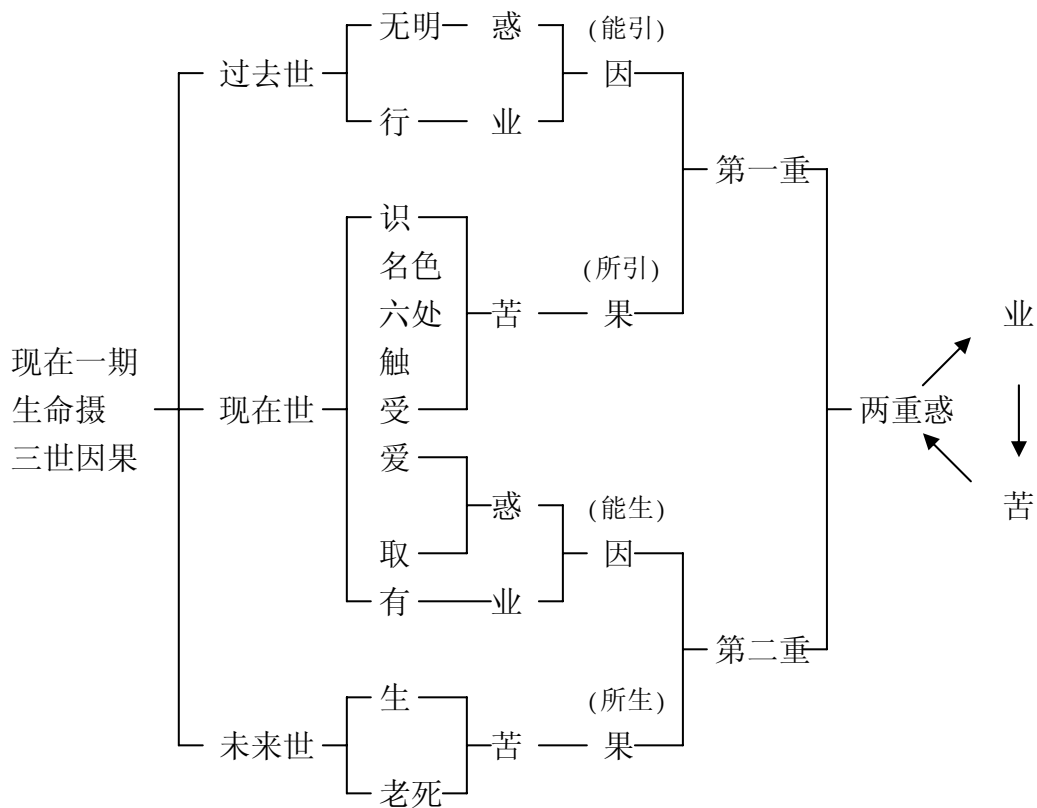 无明 惑 (能引)
过去世 因
行 业
第一重
识
名色 (所引)
六处 苦 果 业
现在一期 触
生命摄 现在世 受 两重惑
三世因果 爱
惑 (能生) 苦
取 因
有 业
第二重
生 (所生)
未来世 苦 果
老死